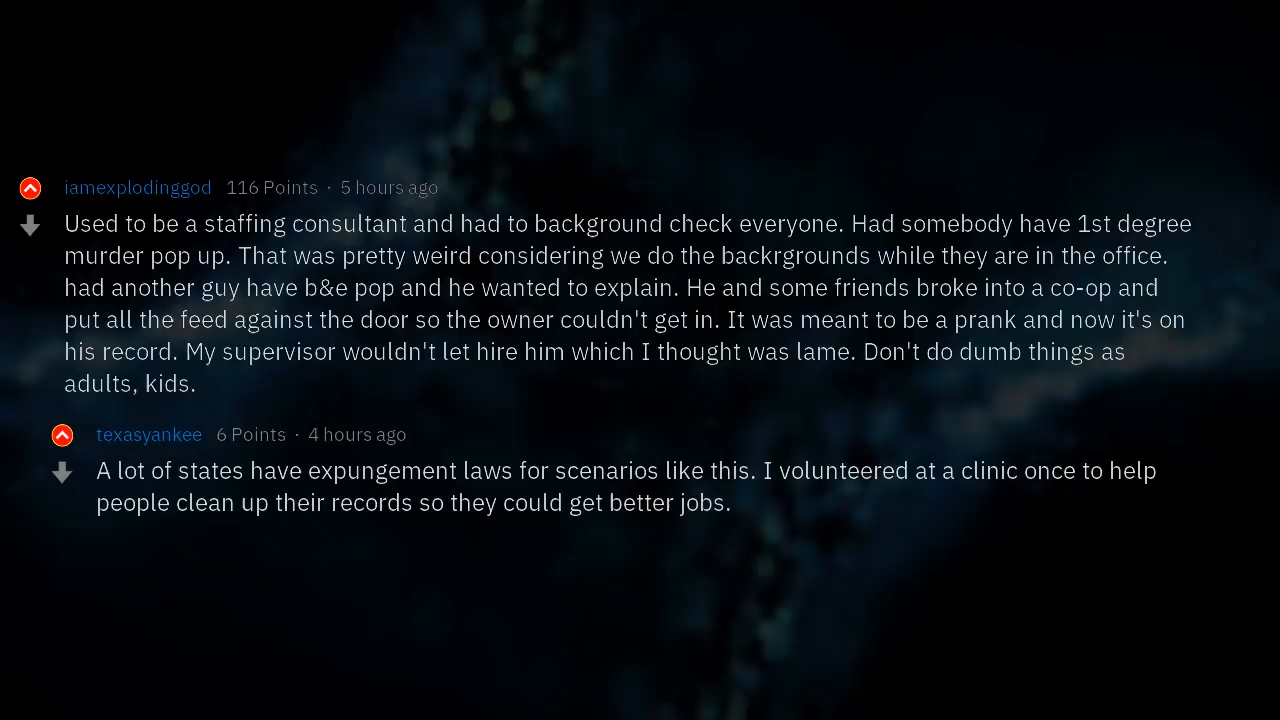 iamexplodinggod 116 Points · 5 hours ago
Used to be a staffing consultant and had to background check everyone. Had somebody have 1st degree
murder pop up. That was pretty weird considering we do the backrgrounds while they are in the office.
had another guy have b&e pop and he wanted to explain. He and some friends broke into a co-op and
put all the feed against the door so the owner couldn't get in. It was meant to be a prank and now it's on
his record. My supervisor wouldn't let hire him which I thought was lame. Don't do dumb things as
adults, kids.
texasyankee 6 Points · 4 hours ago
A lot of states have expungement laws for scenarios like this. I volunteered at a clinic once to help
people clean up their records so they could get better jobs.